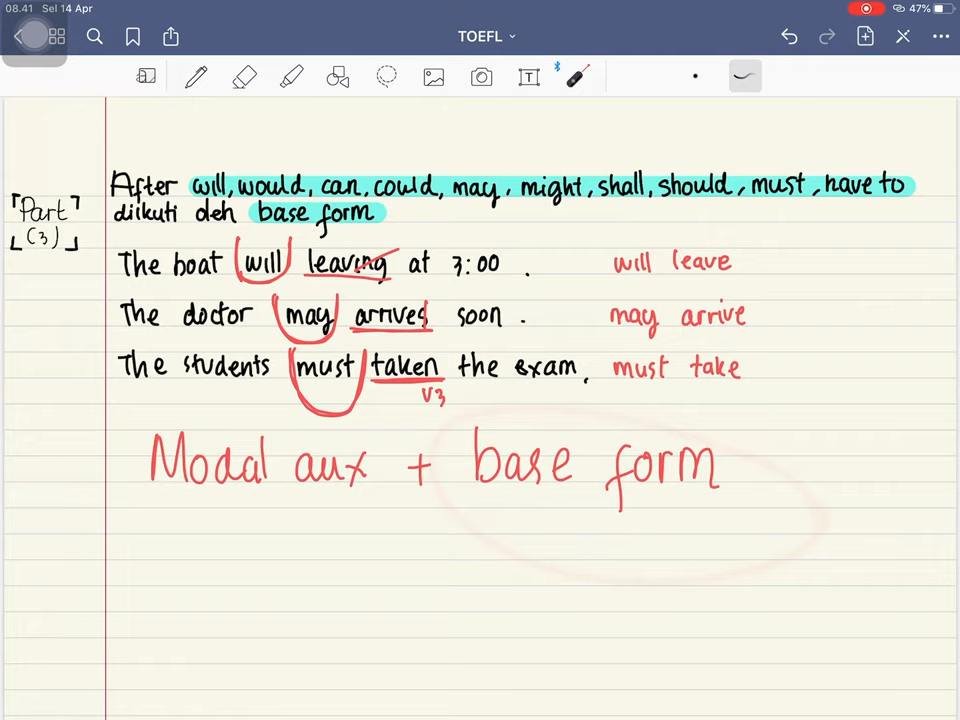 08.41 Sel 14 Apr
47%
TOEFL
T
「Part」
(3)
After will, would, can, could, may, might, shall, should, must, have to
diikuti oleh base form
The boat will leaving at 3:00 . will leave
The doctor may arrives soon . may arrive
The students must taken the exam. must take
V3
Modal aux + base form